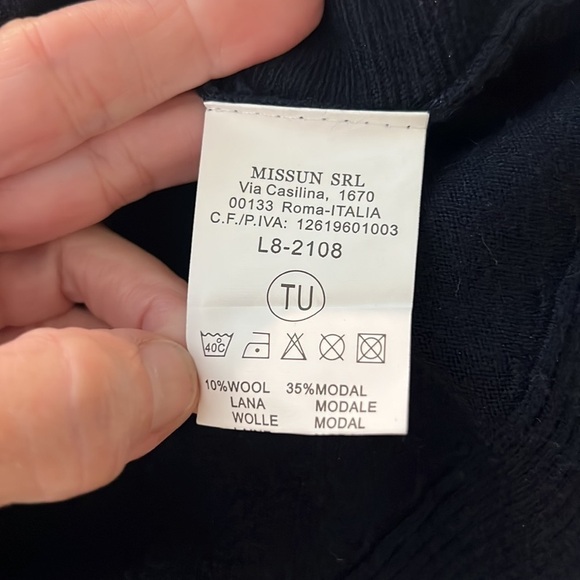 MISSUN SRL
Via Casilina, 1670
00133 Roma-ITALIA
C.F./P.IVA: 12619601003
L8-2108
TU
40C
10%WOOL 35%MODAL
LANA MODALE
WOLLE MODAL